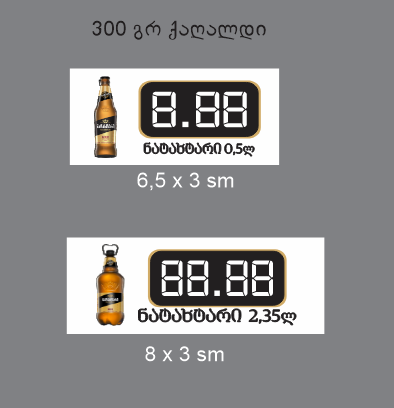 300 გრ ქაღალდი
8.88
ნატახტარი 0,5ლ
6,5 x 3 sm
88.88
ნატახტარი 2,35ლ
8 x 3 sm